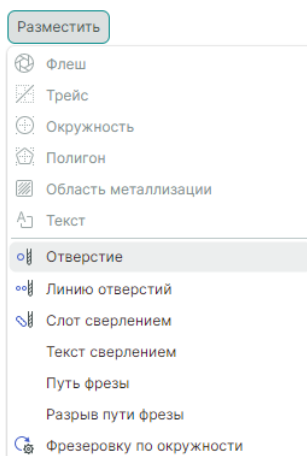 Разместить
Флеш
Трейс
Окружность
Полигон
Область металлизации
Текст
Отверстие
Линию отверстий
Слот сверлением
Текст сверлением
Путь фрезы
Разрыв пути фрезы
Фрезеровку по окружности